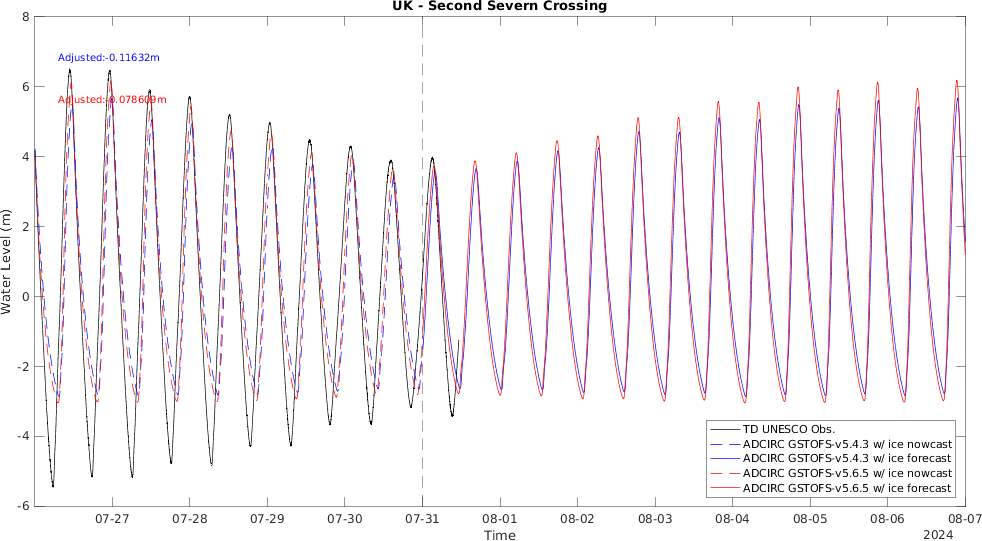 UK - Second Severn Crossing
8
6
4
2
0
-2
-4
-6
Water Level (m)
Adjusted:-0.11632m
Adjusted:-0.078609m
TD UNESCO Obs.
ADCIRC GSTOFS-v5.4.3 w/ ice nowcast
ADCIRC GSTOFS-v5.4.3 w/ ice forecast
ADCIRC GSTOFS-v5.6.5 w/ ice nowcast
ADCIRC GSTOFS-v5.6.5 w/ ice forecast
07-27 07-28 07-29 07-30 07-31 08-01 08-02 08-03 08-04 08-05 08-06 08-07
Time
2024